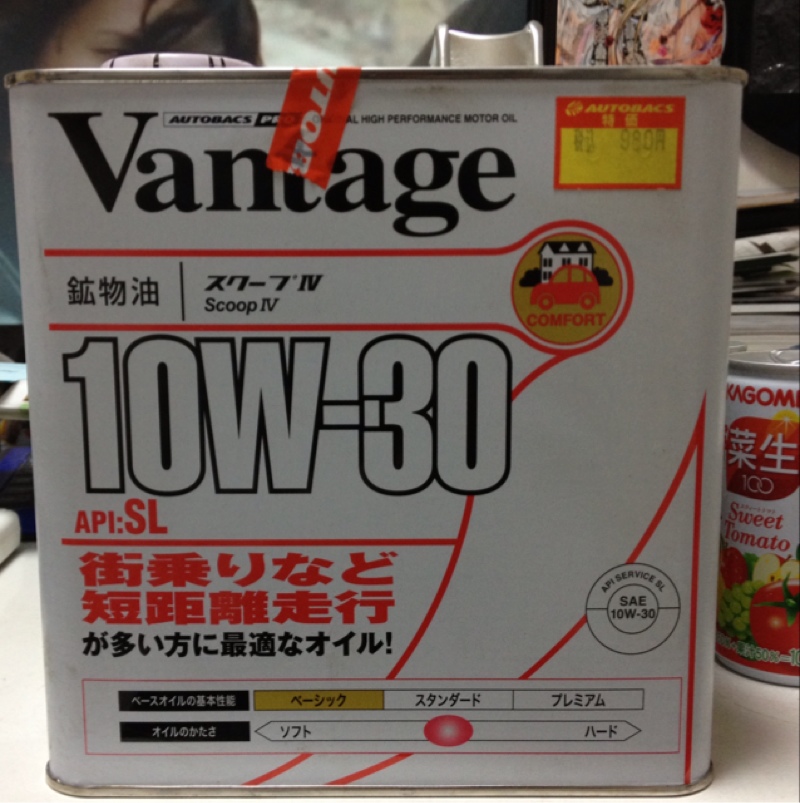 AUTOBACS PRO
HIGH PERFORMANCE MOTOR OIL
Vantage
AUTOBACS
特価
980円
鉱物油
スクープIV
Scoop IV
COMFORT
10W-30
API:SL
街乗りなど
短距離走行
が多い方に最適なオイル!
API SERVICE SL
SAE
10W-30
ベースオイルの基本性能
ベーシック
スタンダード
プレミアム
オイルのかたさ
ソフト
ハード
KAGOME
菜生
100
Sweet
Tomato